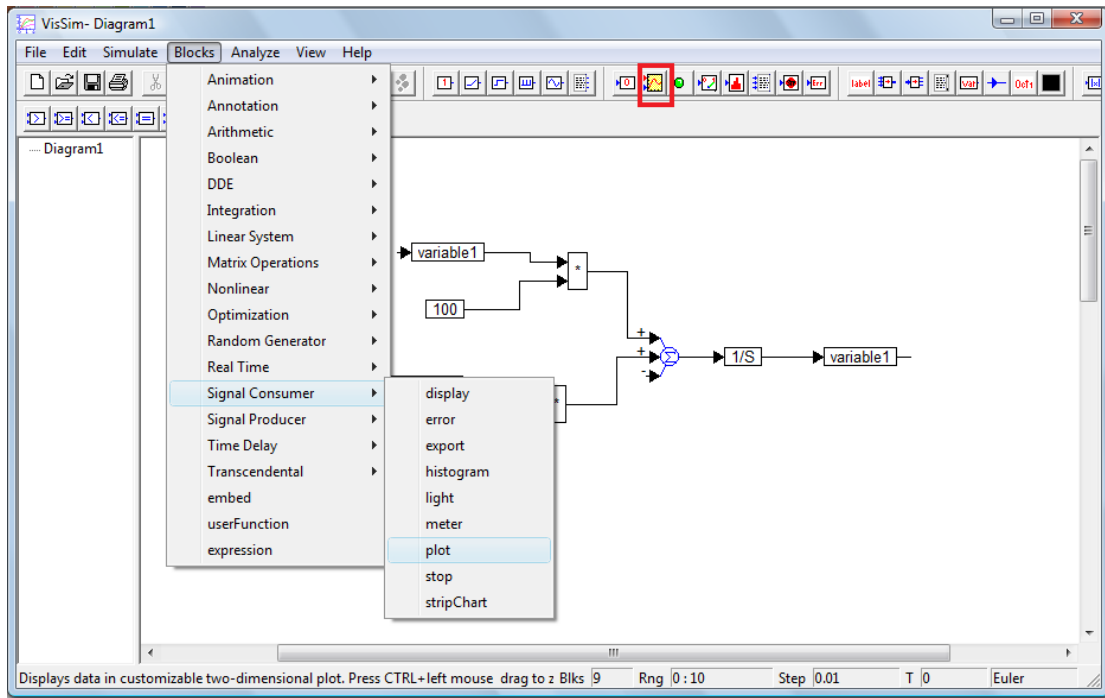 VisSim- Diagram1
File Edit Simulate Blocks Analyze View Help
label
Diagram1
Animation
Annotation
Arithmetic
Boolean
DDE
Integration
Linear System
Matrix Operations
Nonlinear
Optimization
Random Generator
Real Time
Signal Consumer
Signal Producer
Time Delay
Transcendental
embed
userFunction
expression
display
error
export
histogram
light
meter
plot
stop
stripChart
variable1
*
100
+
+
-
Σ
1/S
variable1
*
Displays data in customizable two-dimensional plot. Press CTRL+left mouse drag to z Blks 9 Rng 0:10 Step 0.01 T 0 Euler